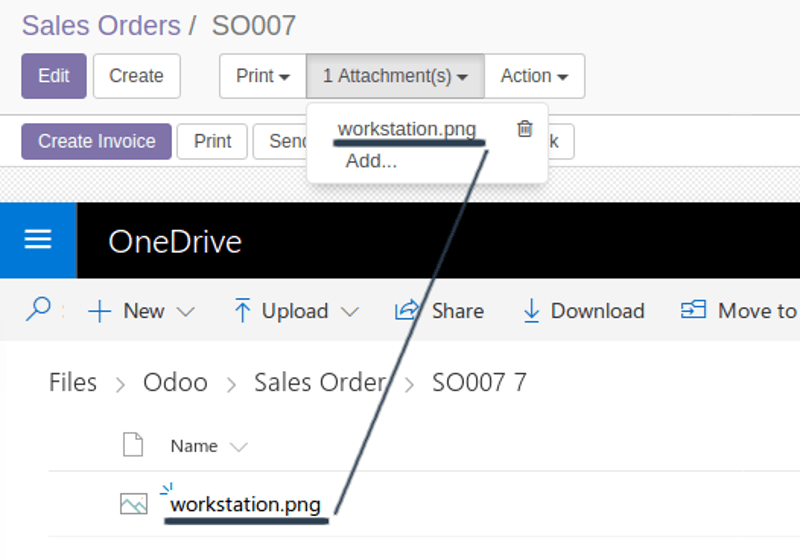 Sales Orders / SO007
Edit Create Print 1 Attachment(s) Action
workstation.png
Create Invoice Print Send
Add...
OneDrive
New Upload Share Download Move to
Files > Odoo > Sales Order > SO007 7
Name
workstation.png